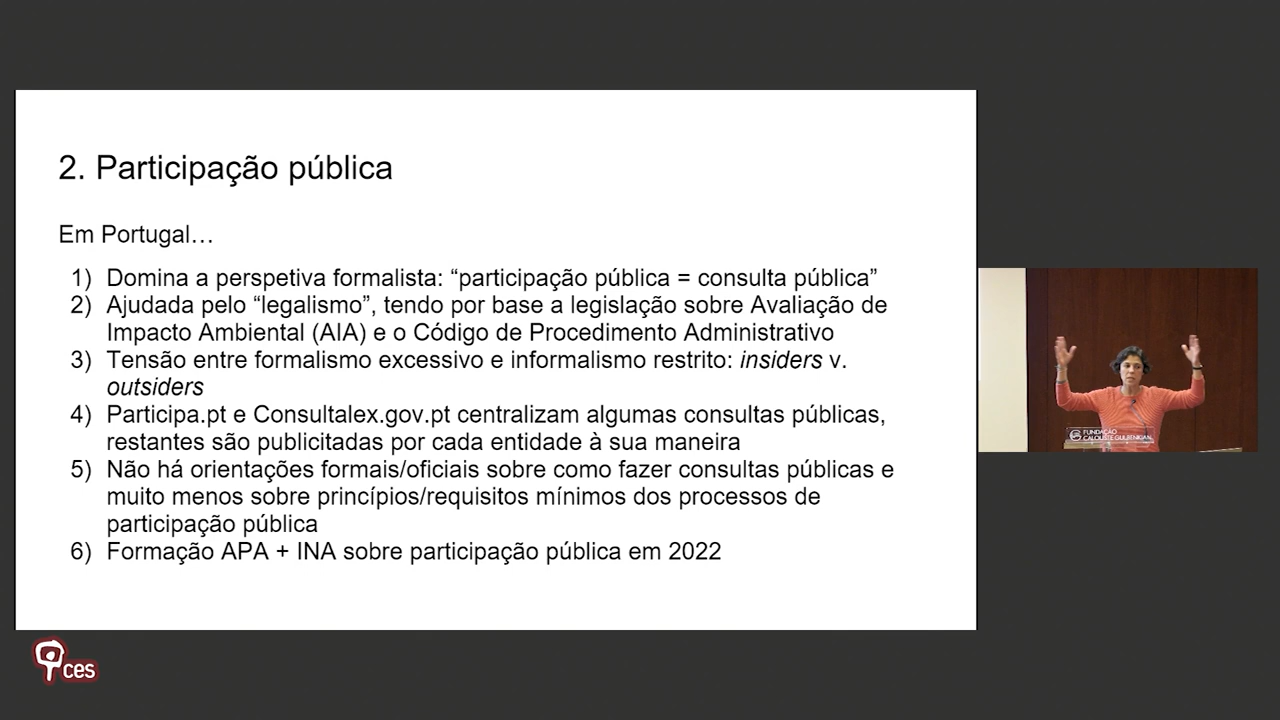 2. Participação pública
Em Portugal…
1) Domina a perspetiva formalista: “participação pública = consulta pública”
2) Ajudada pelo “legalismo”, tendo por base a legislação sobre Avaliação de
Impacto Ambiental (AIA) e o Código de Procedimento Administrativo
3) Tensão entre formalismo excessivo e informalismo restrito: insiders v.
outsiders
4) Participa.pt e Consultalex.gov.pt centralizam algumas consultas públicas,
restantes são publicitadas por cada entidade à sua maneira
5) Não há orientações formais/oficiais sobre como fazer consultas públicas e
muito menos sobre princípios/requisitos mínimos dos processos de
participação pública
6) Formação APA + INA sobre participação pública em 2022
FUNDAÇÃO
CALOUSTE GULBENKIAN
ces